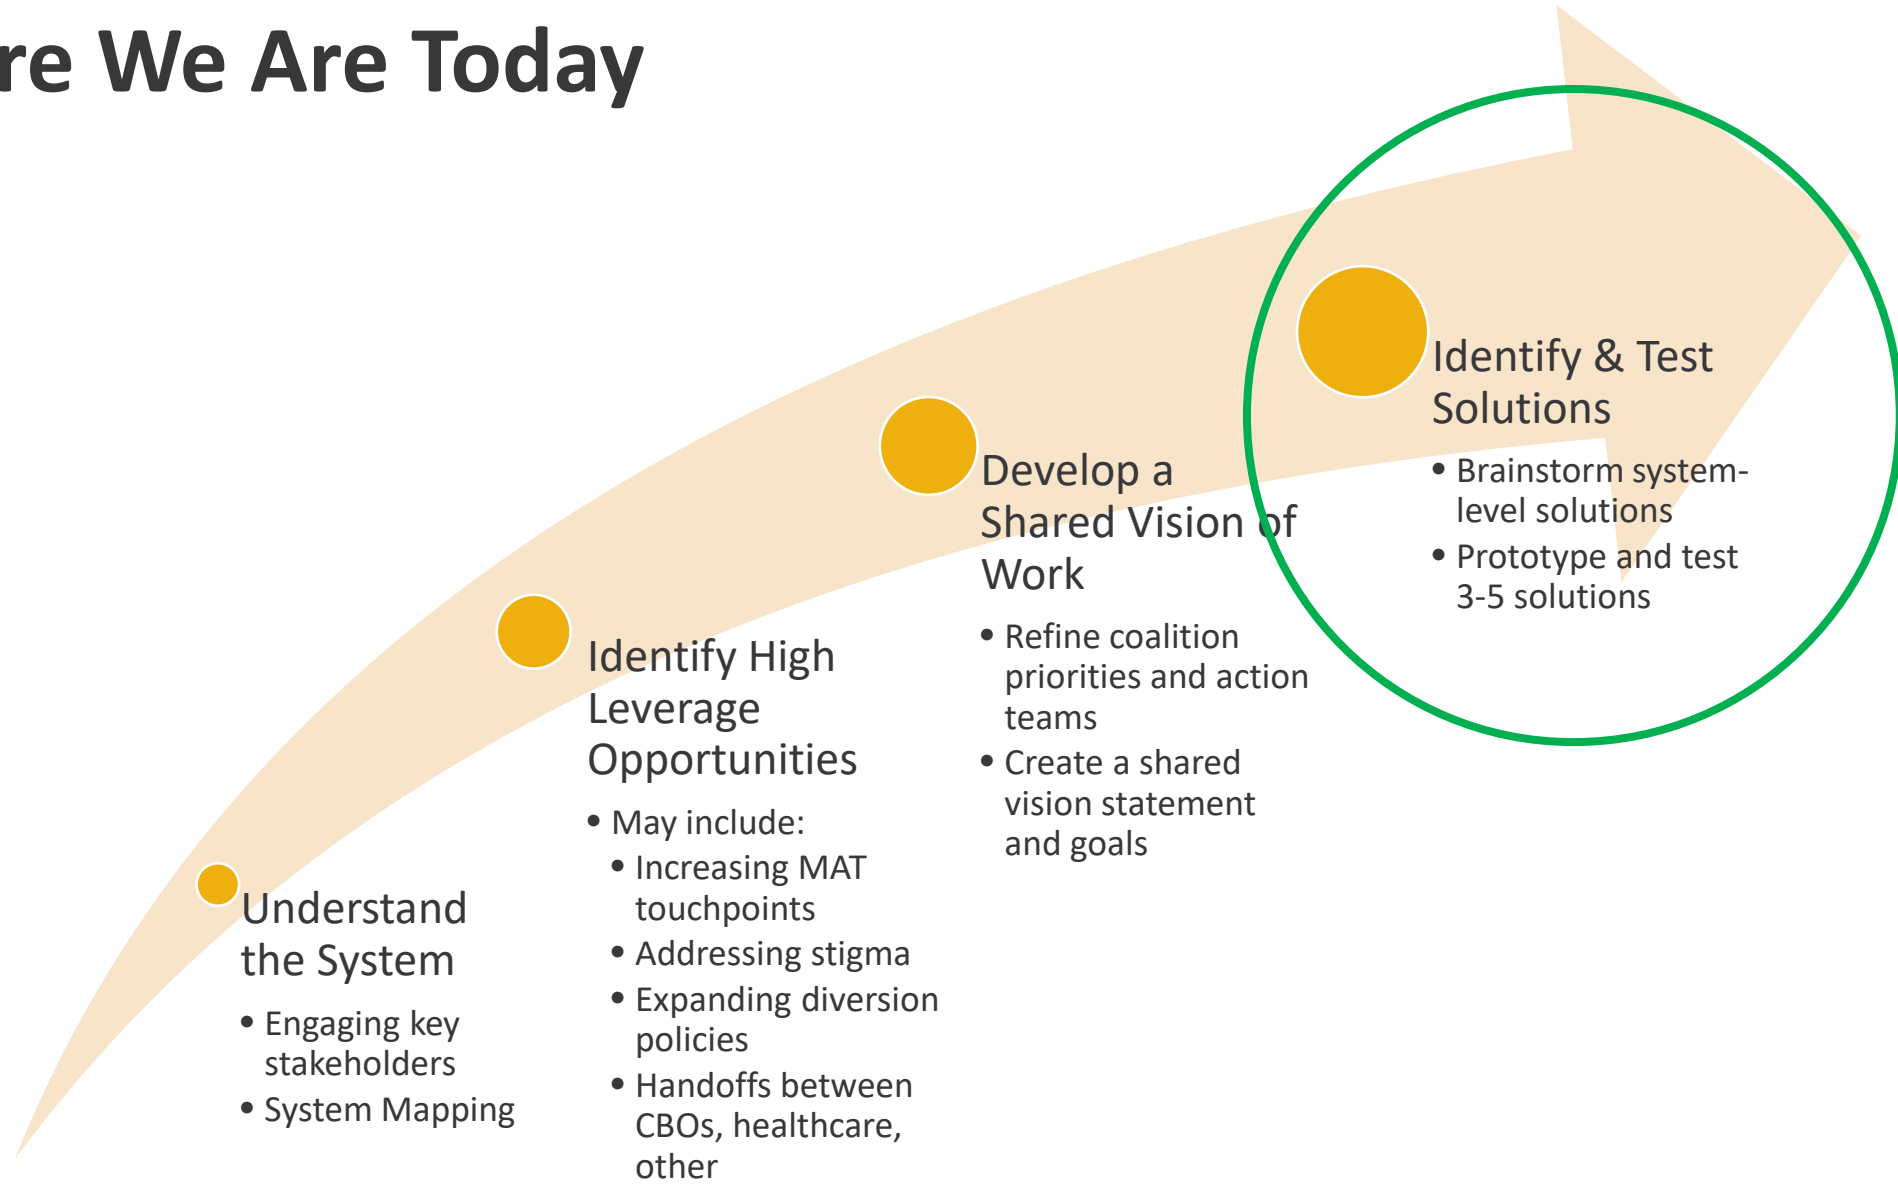 re We Are Today
Understand
the System
• Engaging key
stakeholders
• System Mapping
Identify High
Leverage
Opportunities
• May include:
• Increasing MAT
touchpoints
• Addressing stigma
• Expanding diversion
policies
• Handoffs between
CBOs, healthcare,
other
Develop a
Shared Vision of
Work
• Refine coalition
priorities and action
teams
• Create a shared
vision statement
and goals
Identify & Test
Solutions
• Brainstorm system-
level solutions
• Prototype and test
3-5 solutions